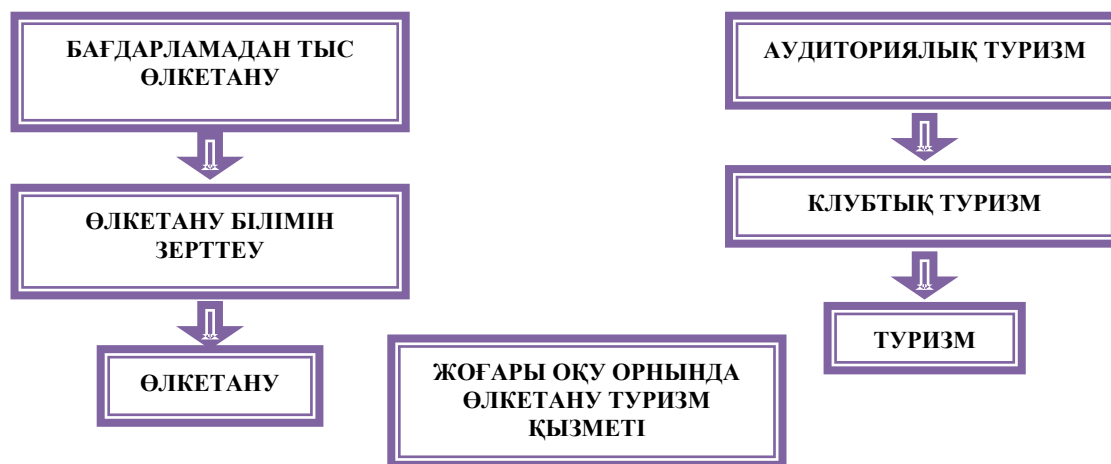 БАҒДАРЛАМАДАН ТЫС
ӨЛКЕТАНУ
АУДИТОРИЯЛЫҚ ТУРИЗМ
ӨЛКЕТАНУ БІЛІМІН
ЗЕРТТЕУ
КЛУБТЫҚ ТУРИЗМ
ӨЛКЕТАНУ
ЖОҒАРЫ ОҚУ ОРНЫНДА
ӨЛКЕТАНУ ТУРИЗМ
ҚЫЗМЕТІ
ТУРИЗМ